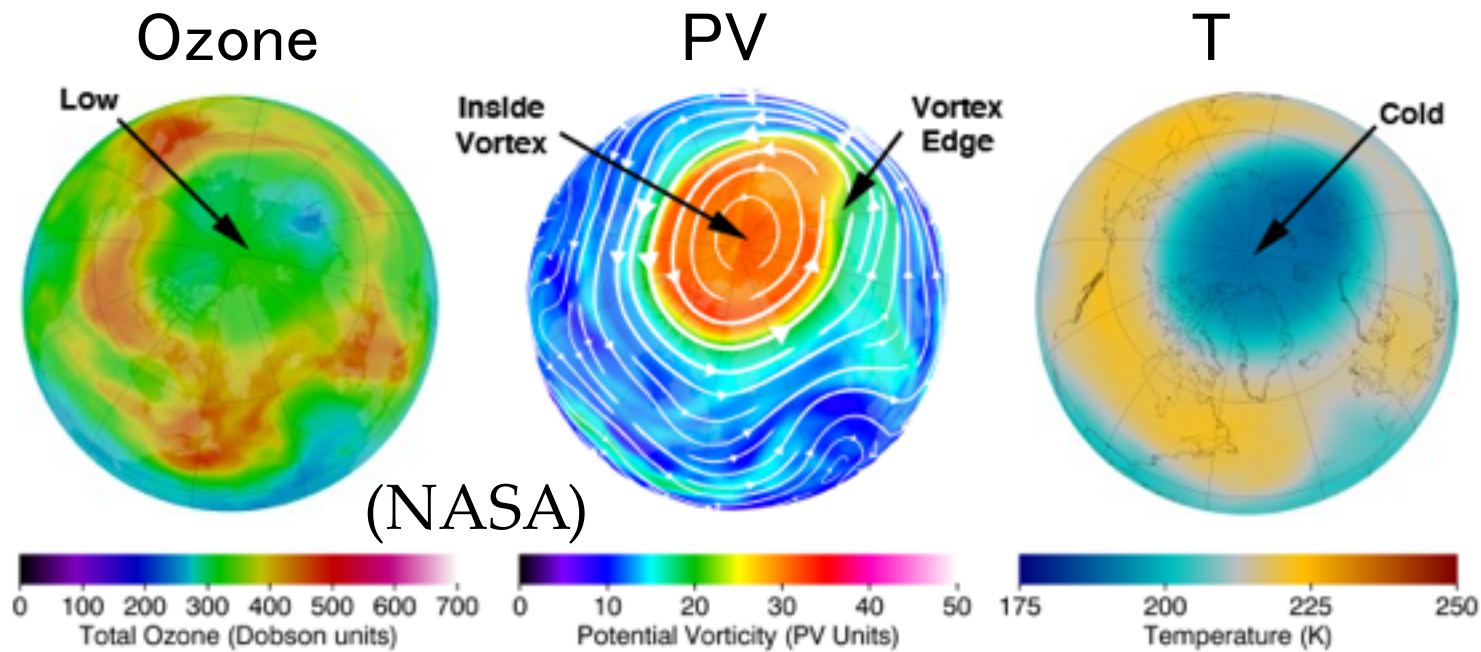 Ozone
PV
T
Low
Inside
Vortex
Vortex
Edge
Cold
(NASA)
0 100 200 300 400 500 600 700
Total Ozone (Dobson units)
0 10 20 30 40 50
Potential Vorticity (PV Units)
175 200 225 250
Temperature (K)